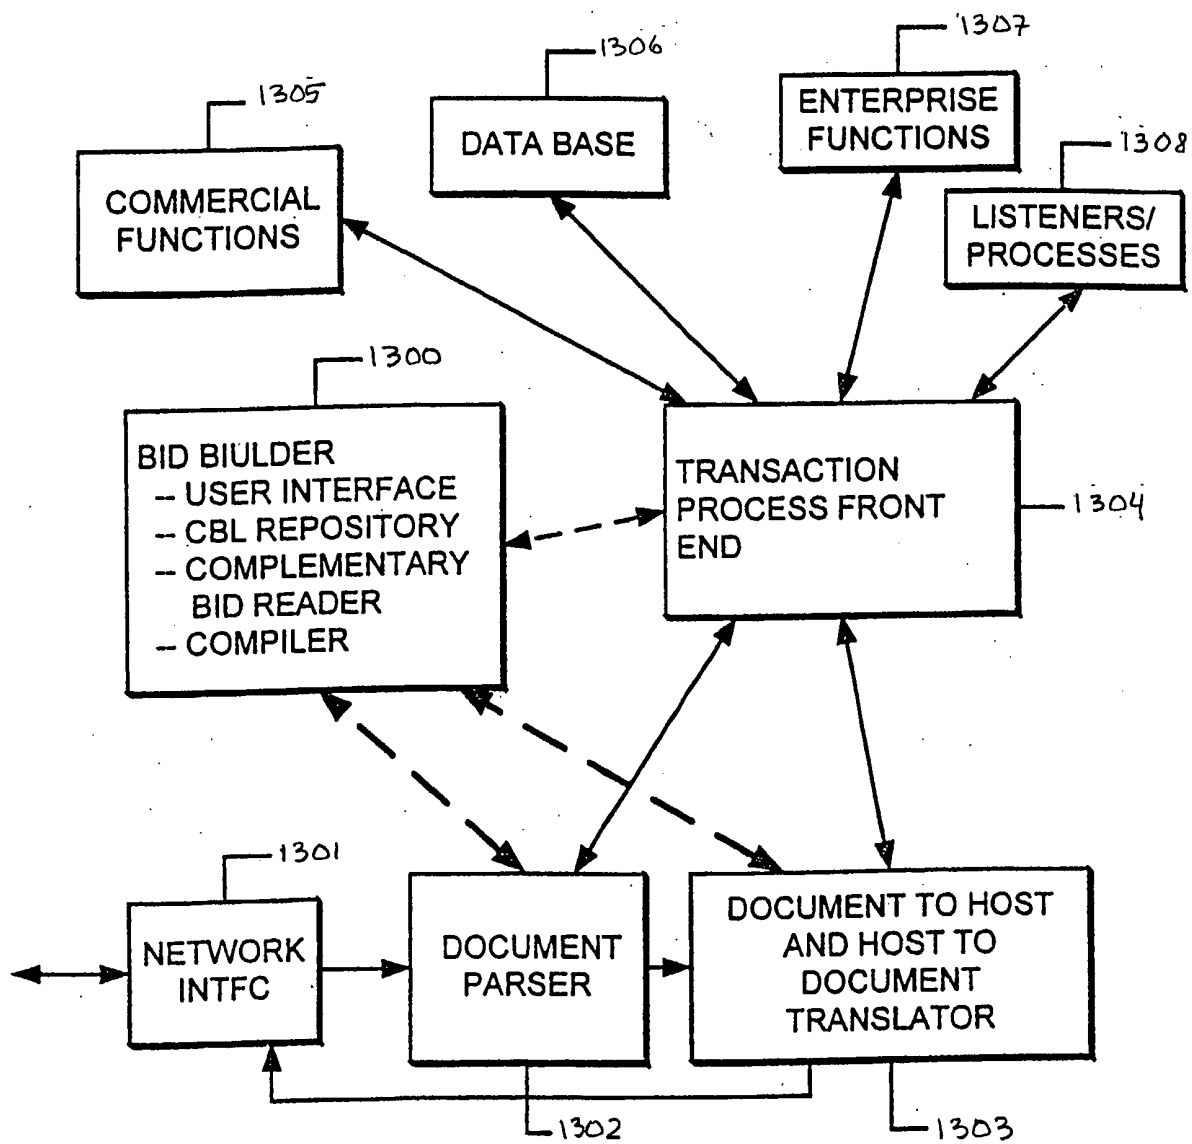 1307
1306
1305
ENTERPRISE
FUNCTIONS
DATA BASE
1308
COMMERCIAL
FUNCTIONS
LISTENERS/
PROCESSES
1300
BID BIULDER
– USER INTERFACE
– CBL REPOSITORY
– COMPLEMENTARY
BID READER
– COMPILER
TRANSACTION
PROCESS FRONT
END
1304
1301
NETWORK
INTFC
DOCUMENT
PARSER
DOCUMENT TO HOST
AND HOST TO
DOCUMENT
TRANSLATOR
1302
1303